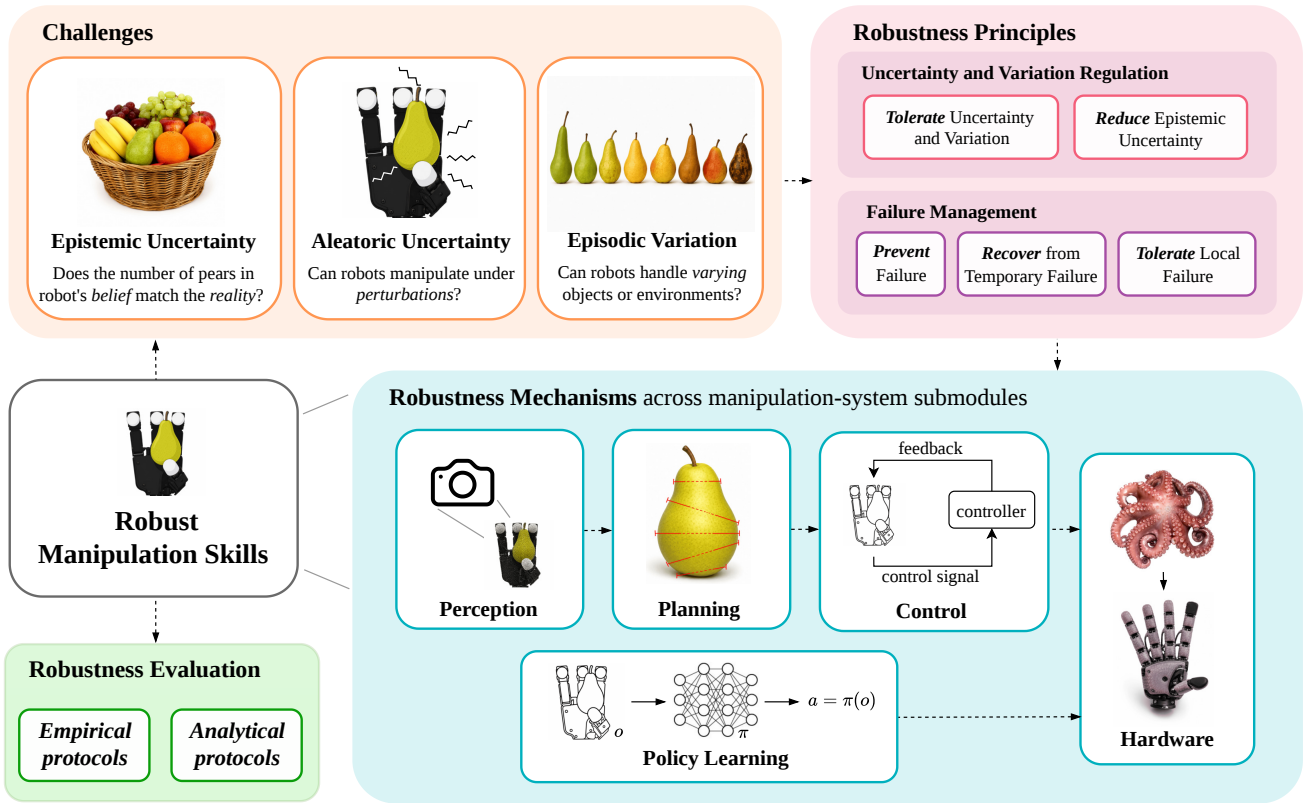 Challenges
Epistemic Uncertainty
Does the number of pears in
robot's belief match the reality?
Aleatoric Uncertainty
Can robots manipulate under
perturbations?
Episodic Variation
Can robots handle varying
objects or environments?
Robustness Principles
Uncertainty and Variation Regulation
Tolerate Uncertainty
and Variation
Reduce Epistemic
Uncertainty
Failure Management
Prevent
Failure
Recover from
Temporary Failure
Tolerate Local
Failure
Robust
Manipulation Skills
Robustness Evaluation
Empirical
protocols
Analytical
protocols
Robustness Mechanisms across manipulation-system submodules
Perception
Planning
feedback
controller
control signal
Control
o
π
a = π(o)
Policy Learning
Hardware